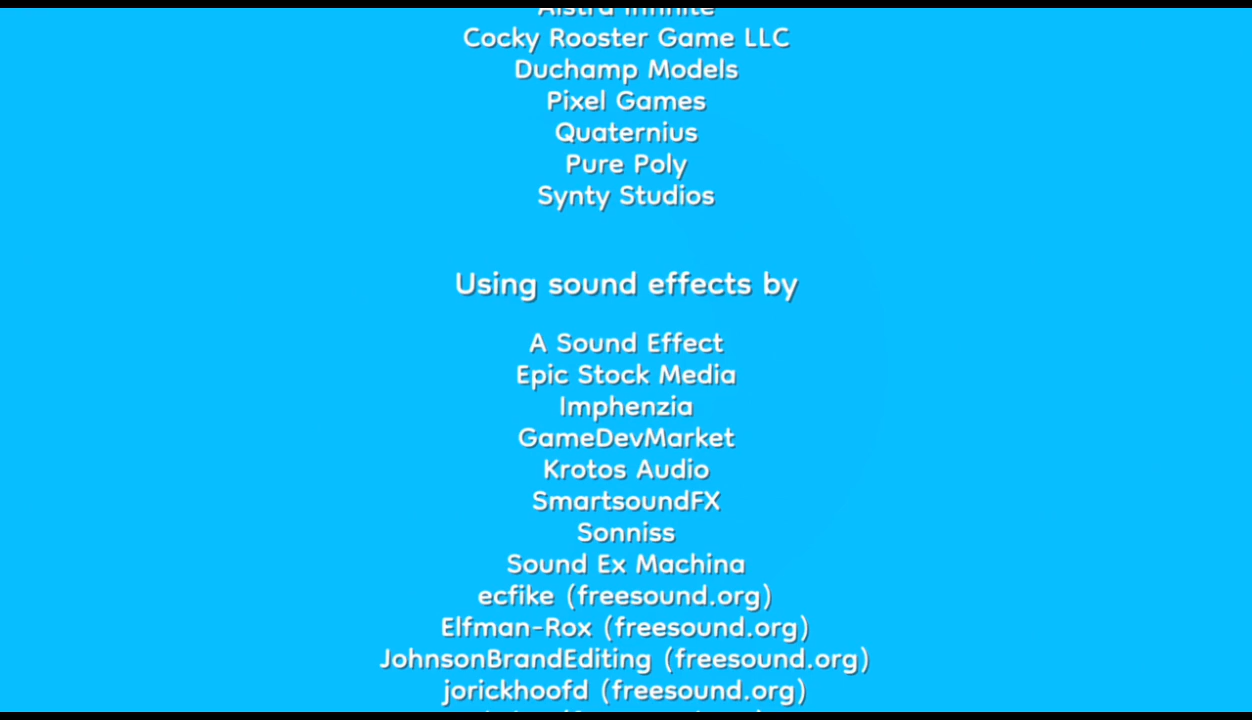 Cocky Rooster Game LLC
Duchamp Models
Pixel Games
Quaternius
Pure Poly
Synty Studios
Using sound effects by
A Sound Effect
Epic Stock Media
Imphenzia
GameDevMarket
Krotos Audio
SmartsoundFX
Sonniss
Sound Ex Machina
ecfike (freesound.org)
Elfman-Rox (freesound.org)
JohnsonBrandEditing (freesound.org)
jorickhoofd (freesound.org)